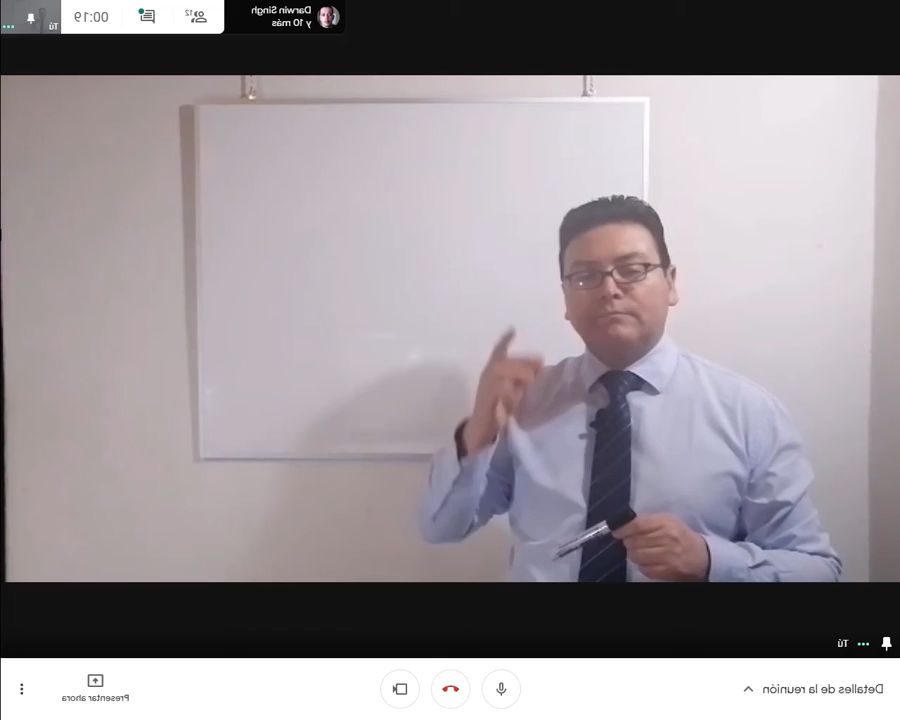 Tú
00:19
12
Darwin Singh
y 10 más
Tú
Presentar ahora
Detalles de la reunión